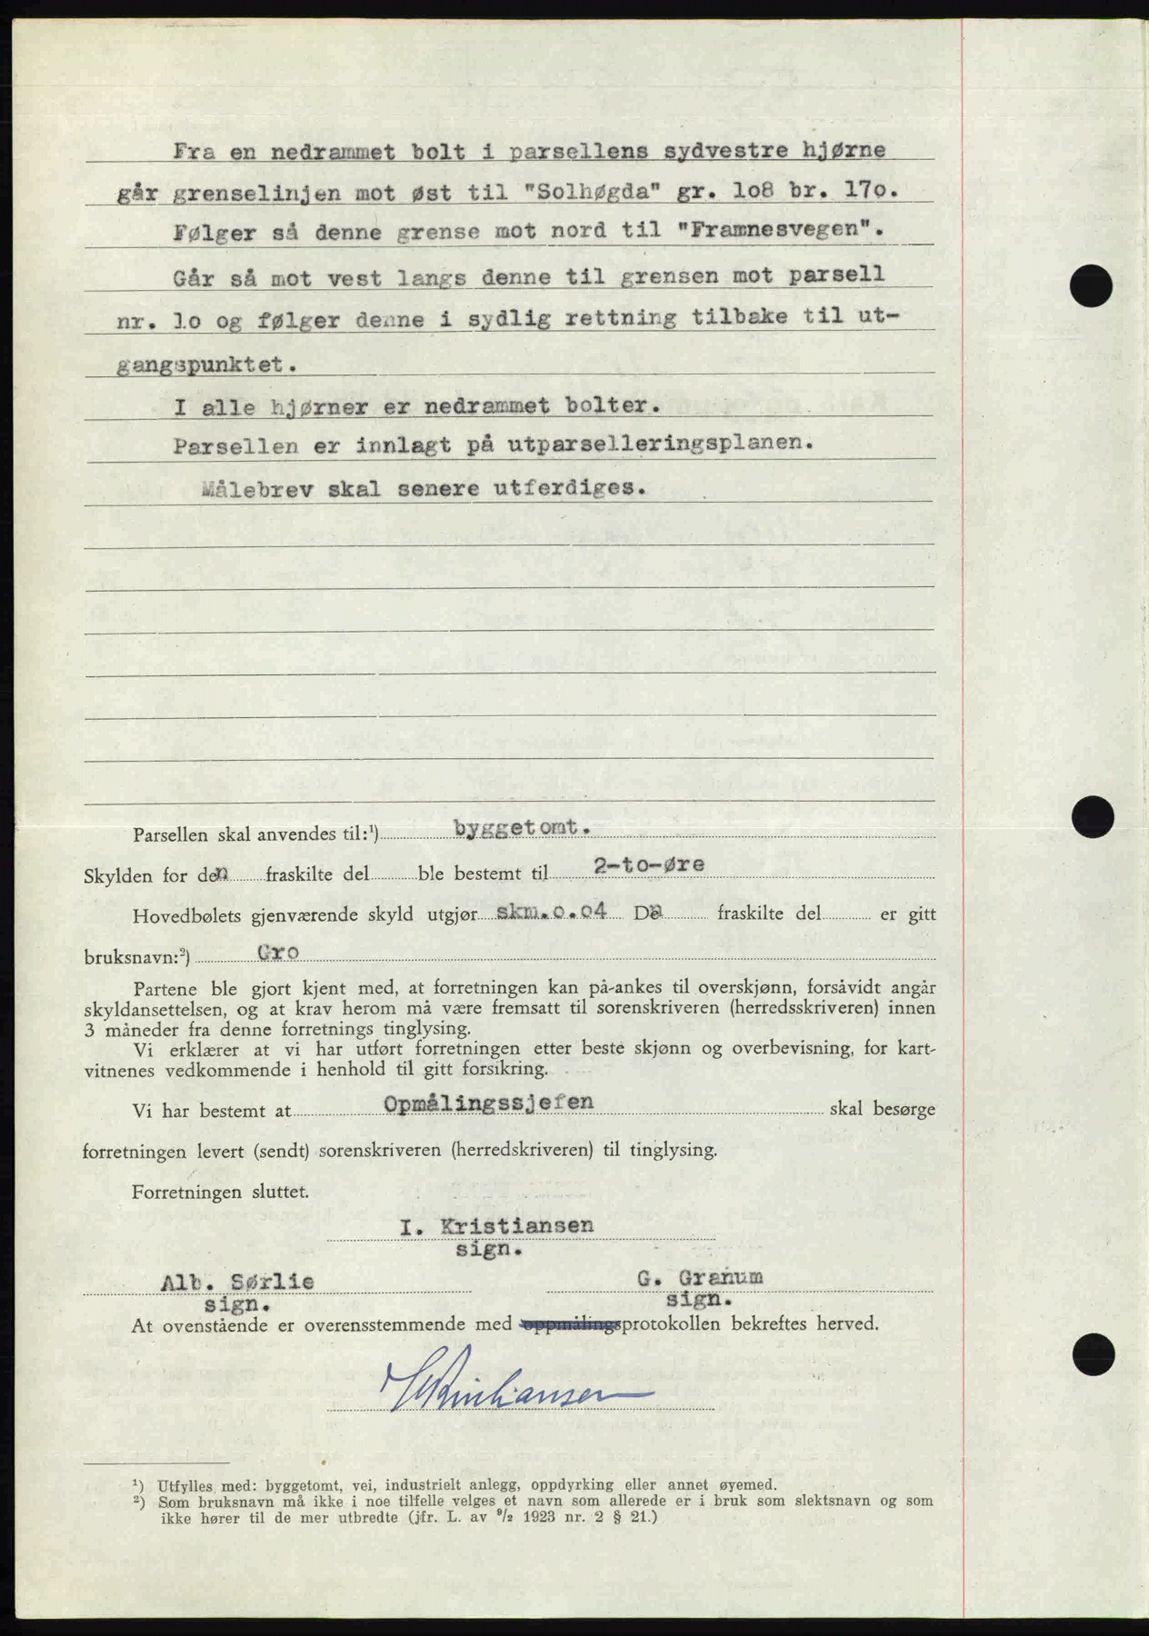 Fra en nedrammet bolt i parsellens sydvestre hjørne
går grenselinjen mot øst til "Solhøgda" gr. lo8 br. 17o.
Følger så denne grense mot nord til "Framnesvegen".
Går så mot vest langs denne til grensen mot parsell
nr. lo og følger denne i sydlig rettning tilbake til ut-
gangspunktet.
I alle hjørner er nedrammet bolter.
Parsellen er innlagt på utparselleringsplanen.
Målebrev skal senere utferdiges.
Parsellen skal anvendes til:¹) byggetomt.
Skylden for den fraskilte del ble bestemt til 2-to-øre
Hovedbølets gjenværende skyld utgjør skm.o.o4 De fraskilte del er gitt
bruksnavn:²) Gro
Partene ble gjort kjent med, at forretningen kan på-ankes til overskjønn, forsåvidt angår
skyldansettelsen, og at krav herom må være fremsatt til sorenskriveren (herredsskriveren) innen
3 måneder fra denne forretnings tinglysing.
Vi erklærer at vi har utført forretningen etter beste skjønn og overbevisning, for kart-
vitnenes vedkommende i henhold til gitt forsikring.
Vi har bestemt at Opmålingssjefen skal besørge
forretningen levert (sendt) sorenskriveren (herredskriveren) til tinglysing.
Forretningen sluttet.
I. Kristiansen
sign.
Alb. Sørlie G. Granum
sign. sign.
At ovenstående er overensstemmende med oppmålingsprotokollen bekreftes herved.
¹) Utfylles med: byggetomt, vei, industrielt anlegg, oppdyrking eller annet øyemed.
²) Som bruksnavn må ikke i noe tilfelle velges et navn som allerede er i bruk som slektsnavn og som
ikke hører til de mer utbredte (jfr. L. av ⁹/₂ 1923 nr. 2 § 21.)